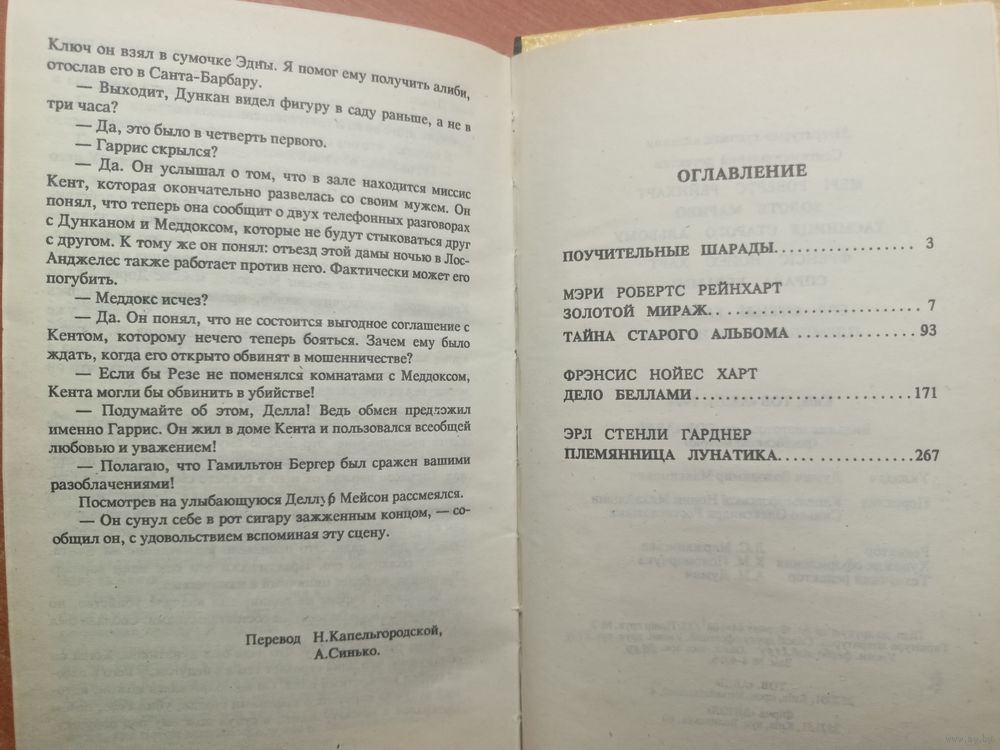 Ключ он взял в сумочке Эдны. Я помог ему получить алиби,
отослав его в Санта-Барбару.
— Выходит, Дункан видел фигуру в саду раньше, а не в
три часа?
— Да, это было в четверть первого.
— Гаррис скрылся?
— Да. Он услышал о том, что в зале находится миссис
Кент, которая окончательно развелась со своим мужем. Он
понял, что теперь она сообщит о двух телефонных разговорах
с Дунканом и Меддоксом, которые не будут стыковаться друг
с другом. К тому же он понял: отъезд этой дамы ночью в Лос-
Анджелес также работает против него. Фактически может его
погубить.
— Меддокс исчез?
— Да. Он понял, что не состоится выгодное соглашение с
Кентом, которому нечего теперь бояться. Зачем ему было
ждать, когда его открыто обвинят в мошенничестве?
— Если бы Резе не поменялся комнатами с Меддоксом,
Кента могли бы обвинить в убийстве!
— Подумайте об этом, Делла! Ведь обмен предложил
именно Гаррис. Он жил в доме Кента и пользовался всеобщей
любовью и уважением!
— Полагаю, что Гамильтон Бергер был сражен вашими
разоблачениями!
Посмотрев на улыбающуюся Деллу, Мейсон рассмеялся.
— Он сунул себе в рот сигару зажженным концом, — со-
общил он, с удовольствием вспоминая эту сцену.
Перевод Н.Капельгородской,
А.Синько.
ОГЛАВЛЕНИЕ
ПОУЧИТЕЛЬНЫЕ ШАРАДЫ................ 3
МЭРИ РОБЕРТС РЕЙНХАРТ
ЗОЛОТОЙ МИРАЖ........................ 7
ТАЙНА СТАРОГО АЛЬБОМА .............. 93
ФРЭНСИС НОЙЕС ХАРТ
ДЕЛО БЕЛЛАМИ.........................171
ЭРЛ СТЕНЛИ ГАРДНЕР
ПЛЕМЯННИЦА ЛУНАТИКА................267
www.ay.by